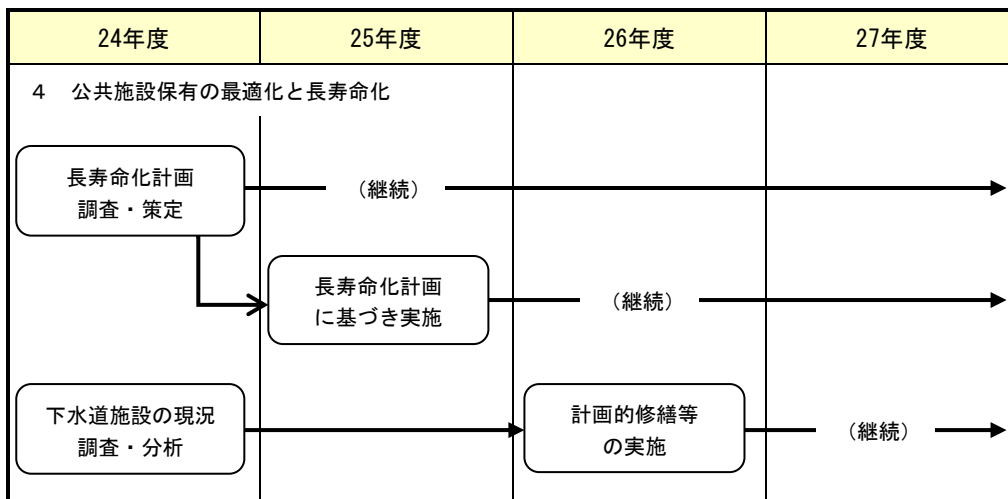 24年度 25年度 26年度 27年度
4 公共施設保有の最適化と長寿命化
長寿命化計画
調査・策定
（継続）
長寿命化計画
に基づき実施
（継続）
下水道施設の現況
調査・分析
計画的修繕等
の実施
（継続）